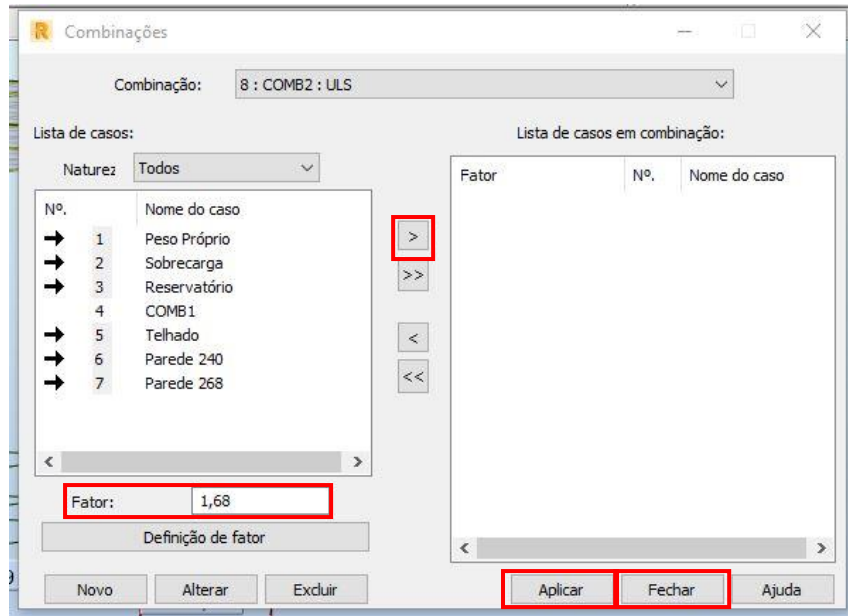 R Combinações
Combinação: 8 : COMB2 : ULS
Lista de casos:
Naturez Todos
Nº. Nome do caso
1 Peso Próprio
2 Sobrecarga
3 Reservatório
4 COMB1
5 Telhado
6 Parede 240
7 Parede 268
Fator: 1,68
Definição de fator
Novo Alterar Excluir
>
>>
<
<<
Lista de casos em combinação:
Fator Nº. Nome do caso
Aplicar Fechar Ajuda